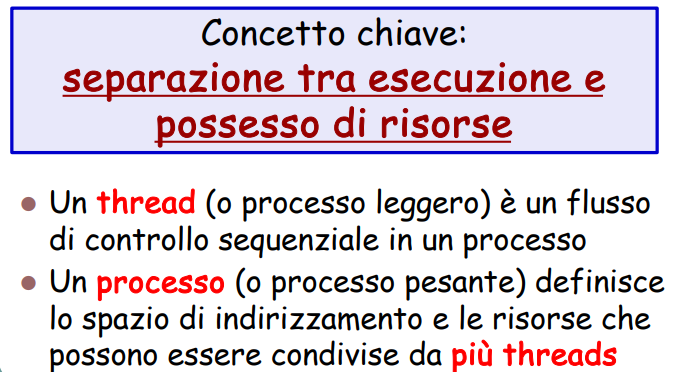 Concetto chiave:
separazione tra esecuzione e
possesso di risorse
● Un thread (o processo leggero) è un flusso
di controllo sequenziale in un processo
● Un processo (o processo pesante) definisce
lo spazio di indirizzamento e le risorse che
possono essere condivise da più threads